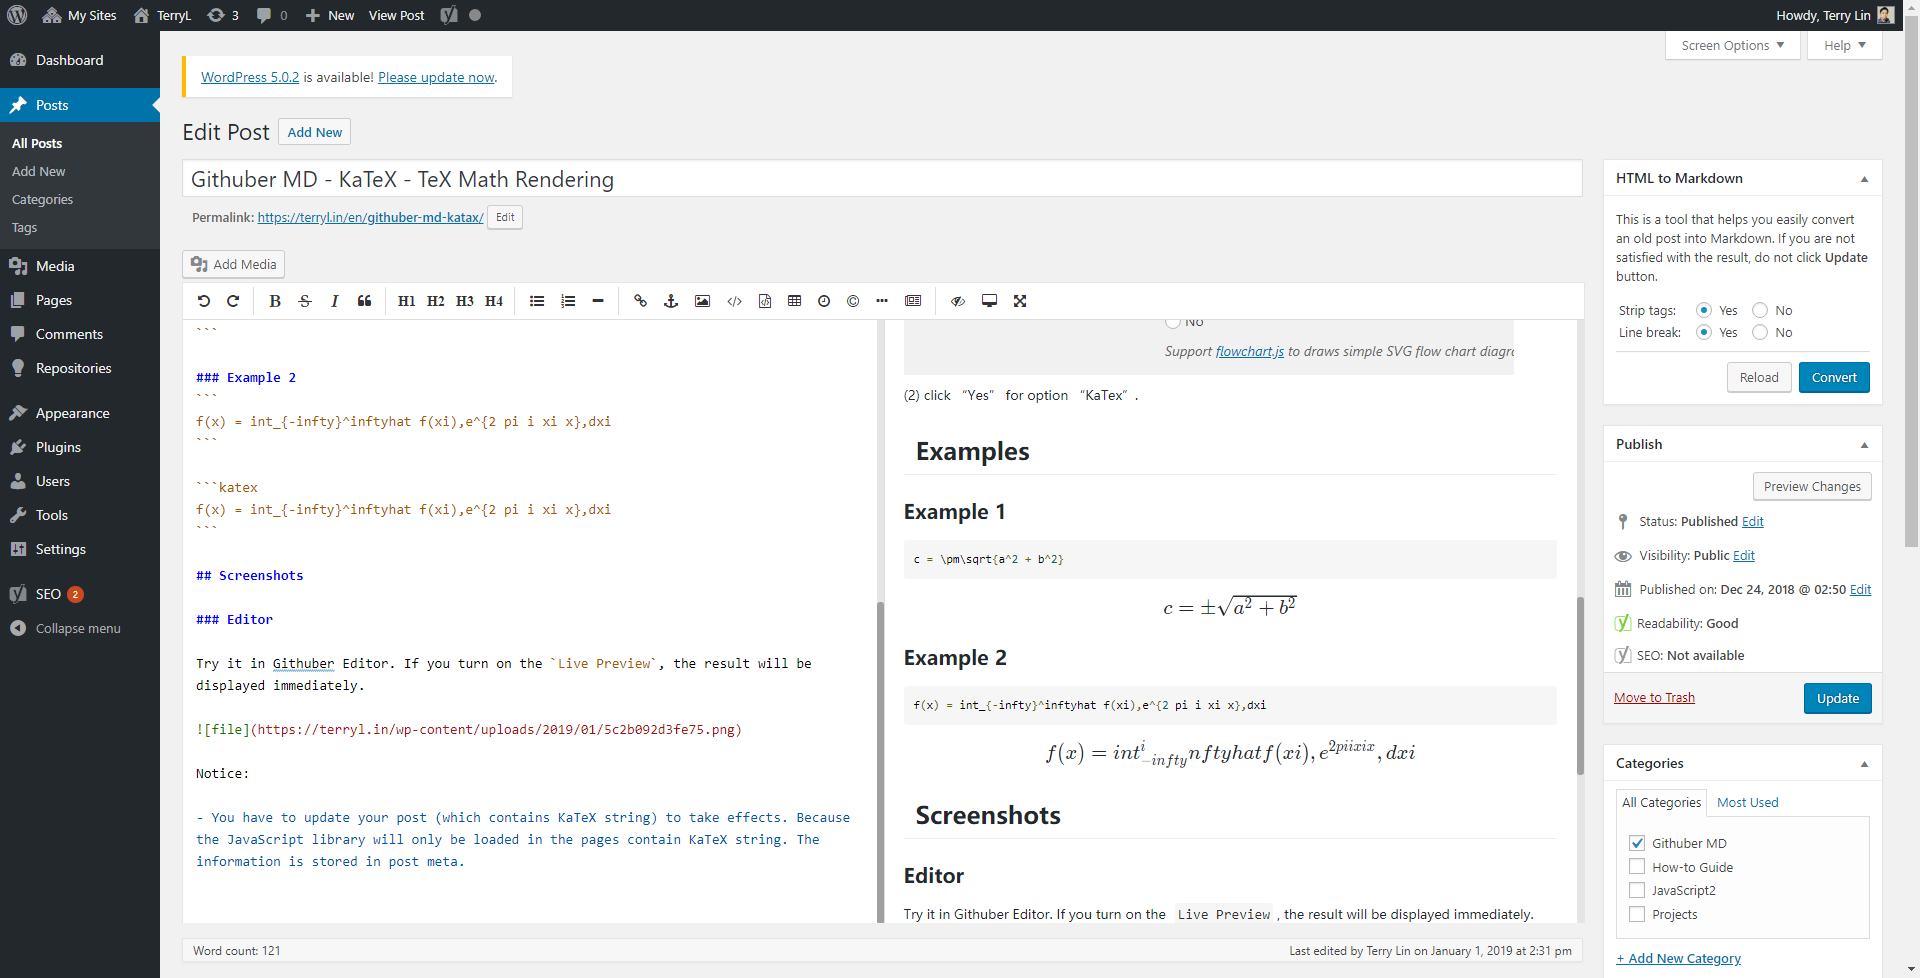 My Sites TerryL 3 0 New View Post Howdy, Terry Lin
Screen Options Help
Dashboard
Posts
All Posts
Add New
Categories
Tags
Media
Pages
Comments
Repositories
Appearance
Plugins
Users
Tools
Settings
SEO 2
Collapse menu
WordPress 5.0.2 is available! Please update now.
Edit Post Add New
Githuber MD - KaTeX - TeX Math Rendering
Permalink: https://terryl.in/en/githuber-md-katax/ Edit
Add Media
B S I H1 H2 H3 H4
```
### Example 2
```
f(x) = int_{-infty}^inftyhat f(xi),e^{2 pi i xi x},dxi
```
```katex
f(x) = int_{-infty}^inftyhat f(xi),e^{2 pi i xi x},dxi
```
## Screenshots
### Editor
Try it in Githuber Editor. If you turn on the `Live Preview`, the result will be
displayed immediately.
![file](https://terryl.in/wp-content/uploads/2019/01/5c2b092d3fe75.png)
Notice:
- You have to update your post (which contains KaTeX string) to take effects. Because
the JavaScript library will only be loaded in the pages contain KaTeX string. The
information is stored in post meta.
No
Support flowchart.js to draws simple SVG flow chart diagra
(2) click “Yes” for option “KaTex”.
Examples
Example 1
c = \pm\sqrt{a^2 + b^2}
c = ±√a² + b²
Example 2
f(x) = int_{-infty}^inftyhat f(xi),e^{2 pi i xi x},dxi
f(x) = int^i_{-infty}nftyhatf(xi), e^{2piixix}, dxi
Screenshots
Editor
Try it in Githuber Editor. If you turn on the Live Preview , the result will be displayed immediately.
Word count: 121
Last edited by Terry Lin on January 1, 2019 at 2:31 pm
HTML to Markdown
This is a tool that helps you easily convert
an old post into Markdown. If you are not
satisfied with the result, do not click Update
button.
Strip tags: Yes No
Line break: Yes No
Reload Convert
Publish
Preview Changes
Status: Published Edit
Visibility: Public Edit
Published on: Dec 24, 2018 @ 02:50 Edit
Readability: Good
SEO: Not available
Move to Trash Update
Categories
All Categories Most Used
Githuber MD
How-to Guide
JavaScript2
Projects
+ Add New Category